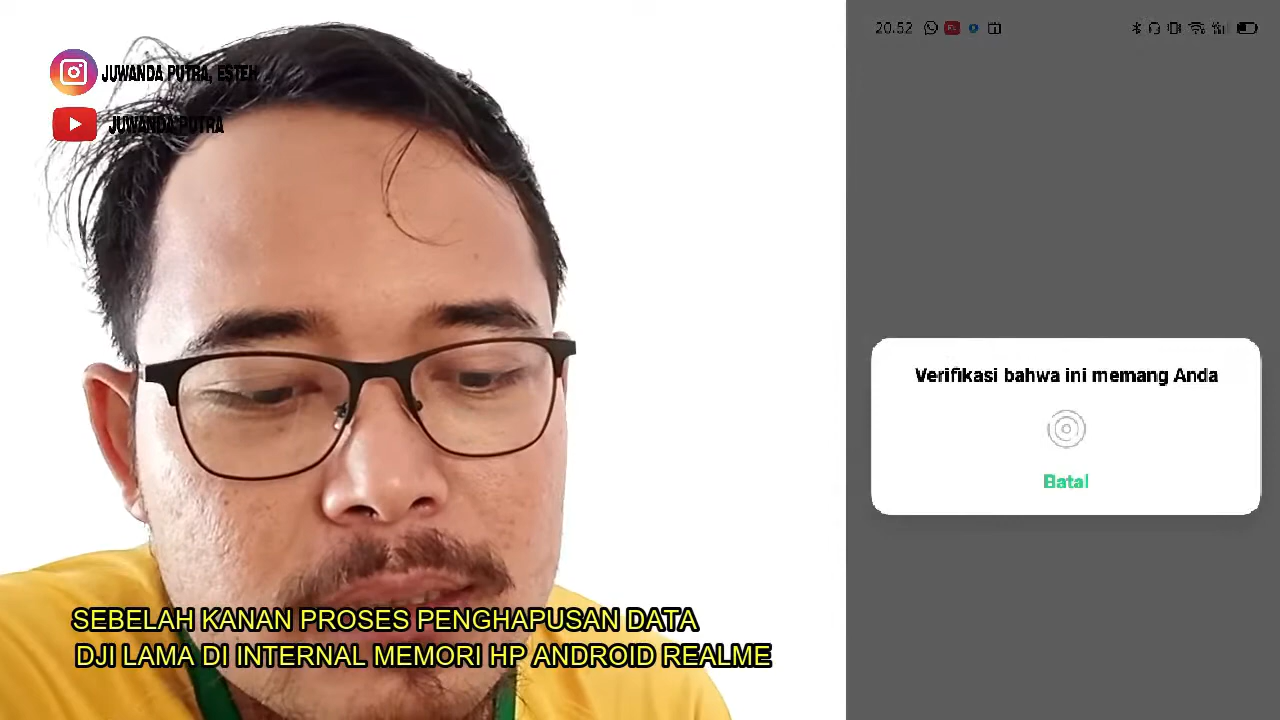 JUWANDA PUTRA, ESTEH
JUWANDA PUTRA
20.52
Verifikasi bahwa ini memang Anda
Batal
SEBELAH KANAN PROSES PENGHAPUSAN DATA
DJI LAMA DI INTERNAL MEMORI HP ANDROID REALME